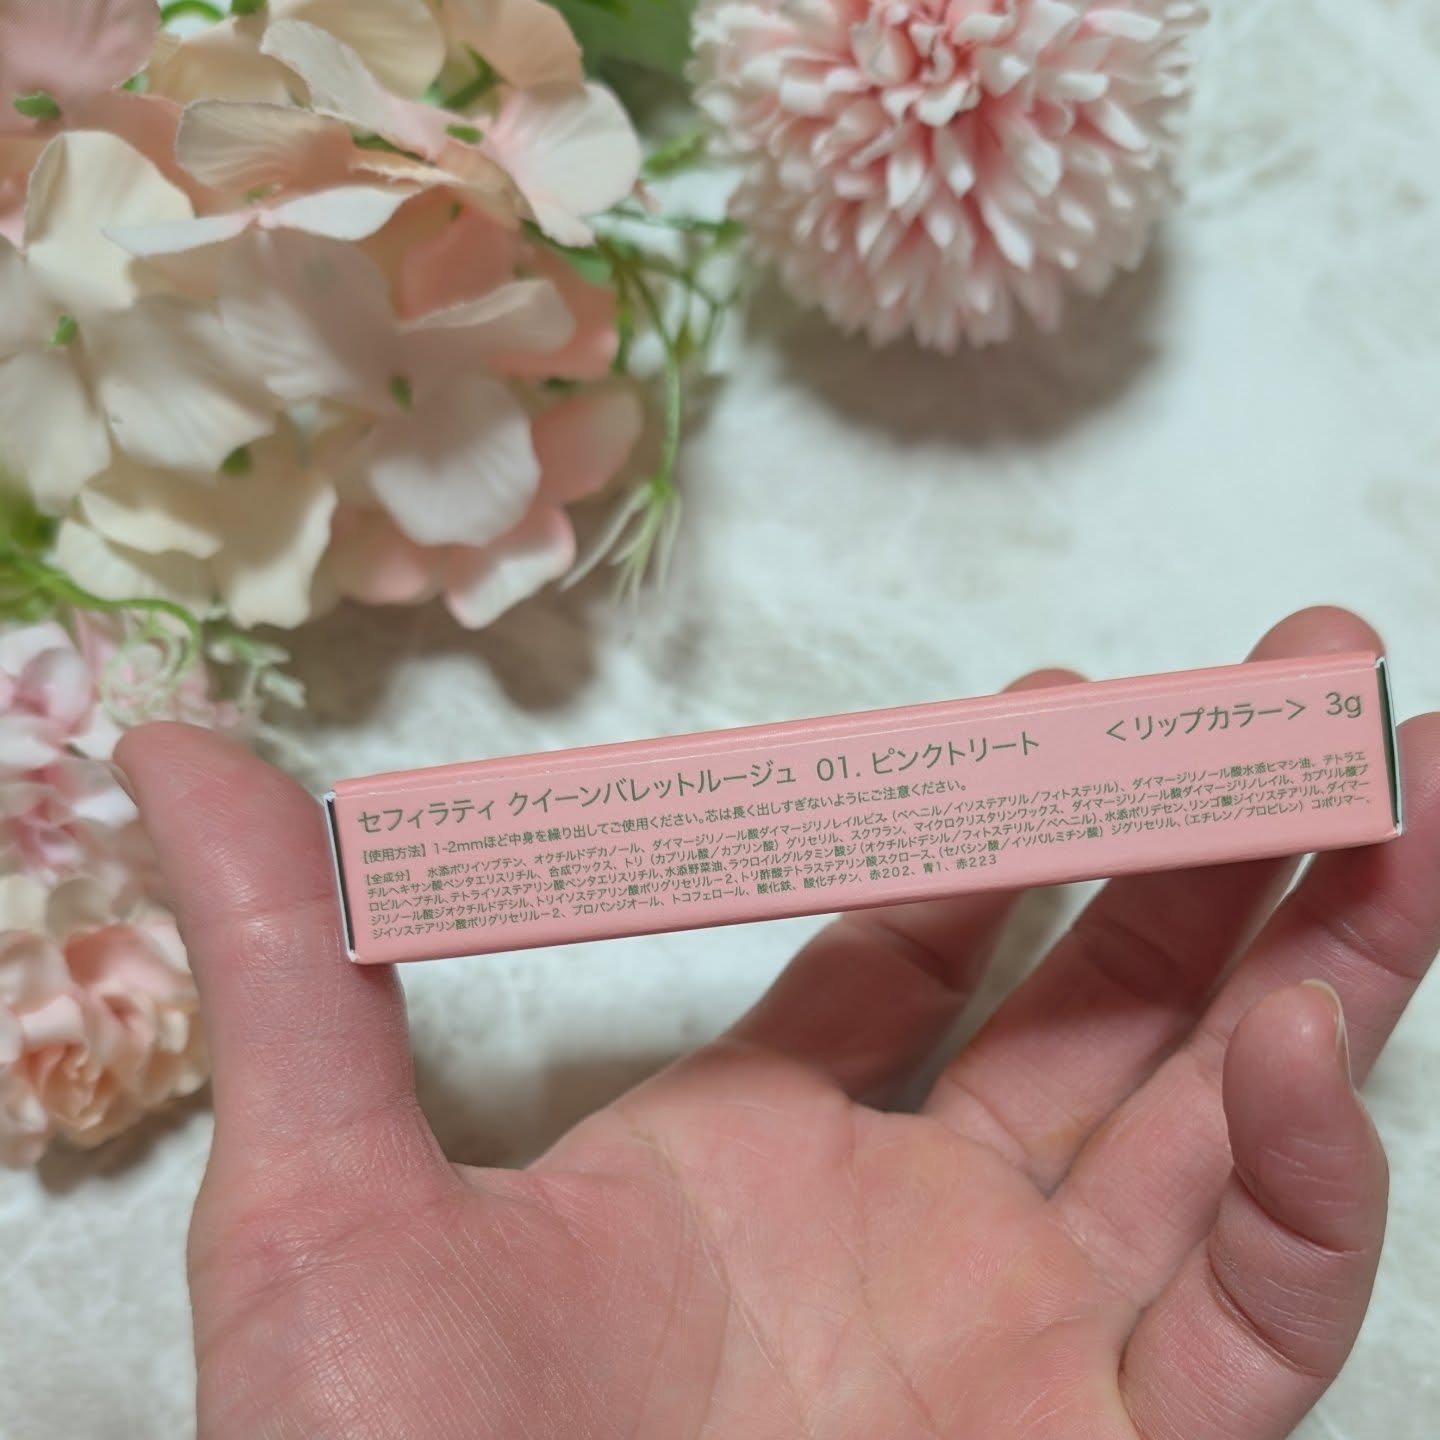 セフィラティ クイーンバレットルージュ 01. ピンクトリート <リップカラー> 3g
【使用方法】1-2mmほど中身を繰り出してご使用ください。芯は長く出しすぎないようにご注意ください。
【全成分】 水添ポリイソブテン、オクチルドデカノール、ダイマージリノール酸ダイマージリノレイルビス(ベヘニル/イソステアリル/フィトステリル)、ダイマージリノール酸水添ヒマシ油、テトラエ
チルヘキサン酸ペンタエリスリチル、合成ワックス、トリ(カプリル酸/カプリン酸)グリセリル、スクワラン、マイクロクリスタリンワックス、ダイマージリノール酸ダイマージリノレイル、カプリル酸プ
ロピルヘプチル、テトライソステアリン酸ペンタエリスリチル、水添野菜油、ラウロイルグルタミン酸ジ(オクチルドデシル/フィトステリル/ベヘニル)、水添ポリデセン、リンゴ酸ジイソステアリル、ダイマー
ジリノール酸ジオクチルドデシル、トリイソステアリン酸ポリグリセリル-2、トリ酢酸テトラステアリン酸スクロース、(セバシン酸/イソパルミチン酸)ジグリセリル、(エチレン/プロピレン)コポリマー、
ジイソステアリン酸ポリグリセリル-2、プロパンジオール、トコフェロール、酸化鉄、酸化チタン、赤202、青1、赤223